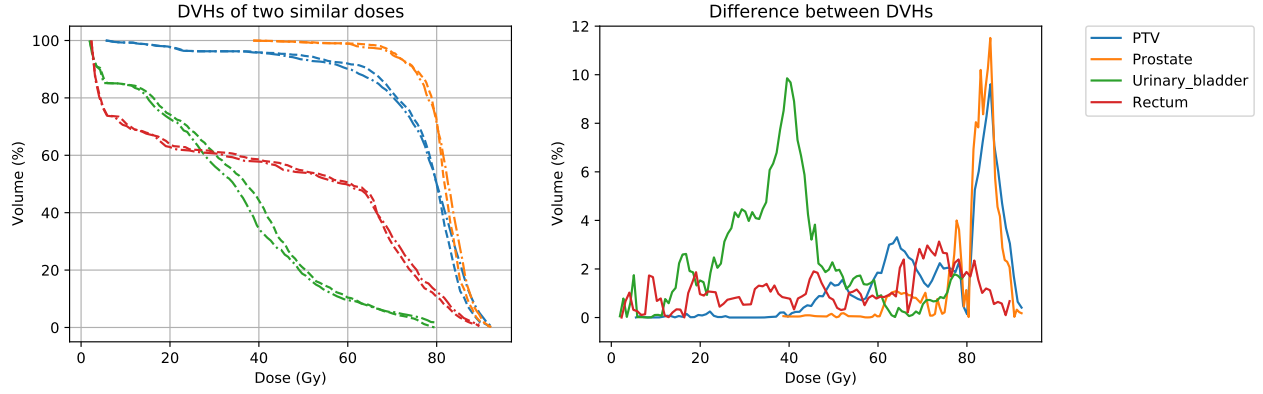 DVHs of two similar doses
Volume (%)
100
80
60
40
20
0
0 20 40 60 80
Dose (Gy)
Difference between DVHs
Volume (%)
12
10
8
6
4
2
0
0 20 40 60 80
Dose (Gy)
PTV
Prostate
Urinary_bladder
Rectum